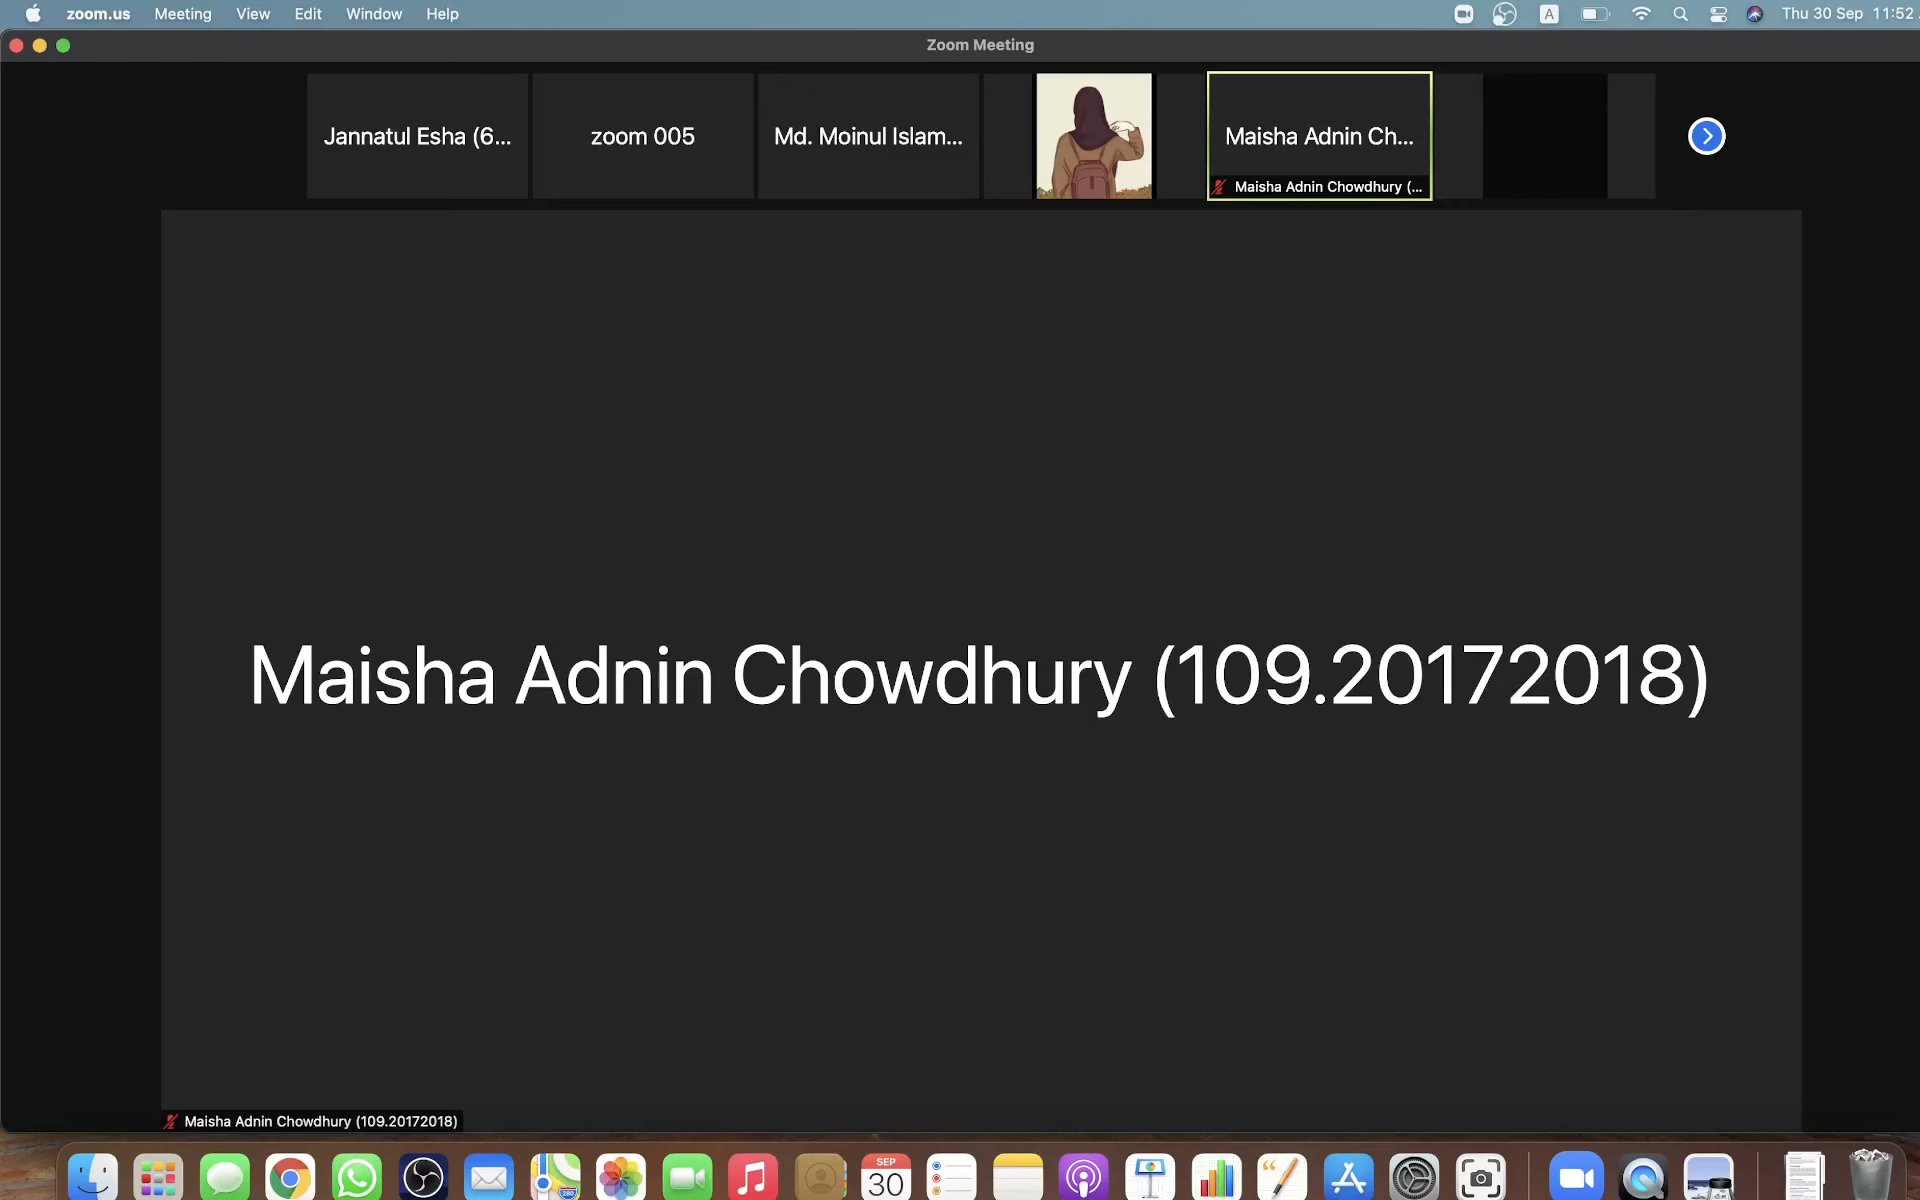 zoom.us Meeting View Edit Window Help A Thu 30 Sep 11:52
Zoom Meeting
Jannatul Esha (6... zoom 005 Md. Moinul Islam... Maisha Adnin Ch...
Maisha Adnin Chowdhury (...
Maisha Adnin Chowdhury (109.20172018)
Maisha Adnin Chowdhury (109.20172018)
SEP
30
280